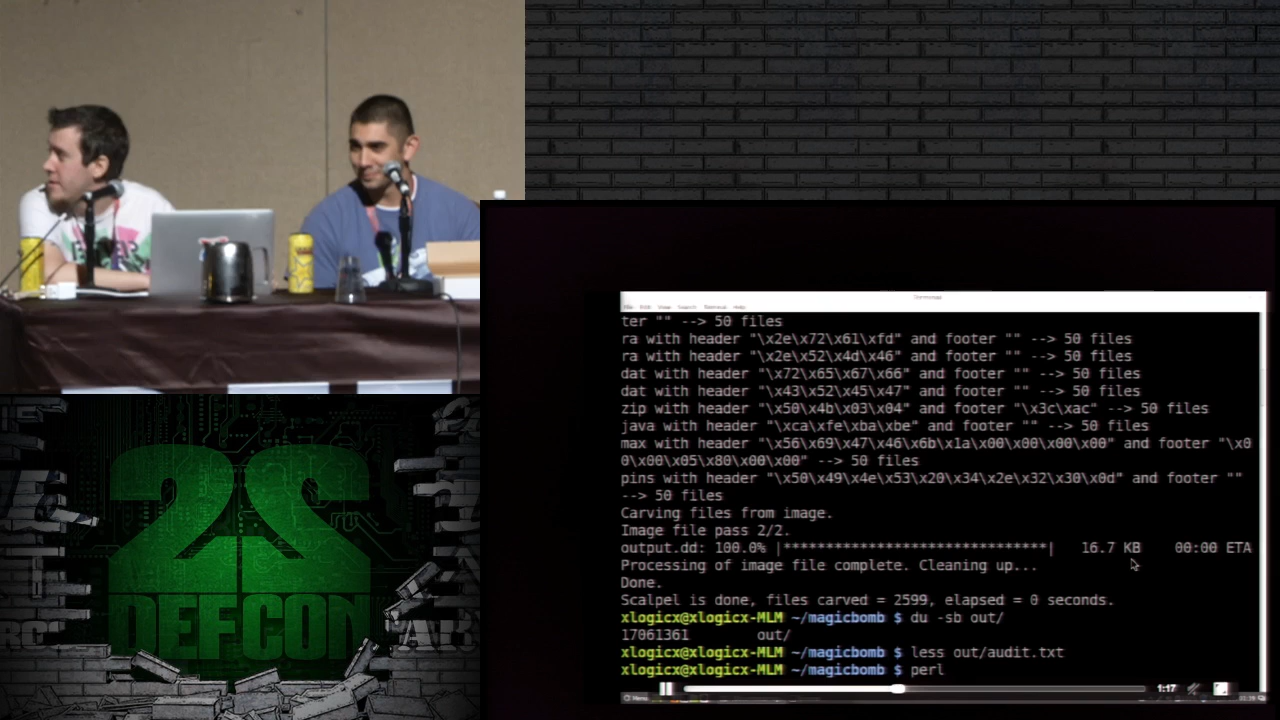 File Edit View Search Terminal Help
ter "" --> 50 files
ra with header "\x2e\x72\x61\xfd" and footer "" --> 50 files
ra with header "\x2e\x52\x4d\x46" and footer "" --> 50 files
dat with header "\x72\x65\x67\x66" and footer "" --> 50 files
dat with header "\x43\x52\x45\x47" and footer "" --> 50 files
zip with header "\x50\x4b\x03\x04" and footer "\x3c\xac" --> 50 files
java with header "\xca\xfe\xba\xbe" and footer "" --> 50 files
max with header "\x56\x69\x47\x46\x6b\x1a\x00\x00\x00\x00" and footer "\x0
0\x00\x05\x80\x00\x00" --> 50 files
pins with header "\x50\x49\x4e\x53\x20\x34\x2e\x32\x30\x0d" and footer ""
--> 50 files
Carving files from image.
Image file pass 2/2.
output.dd: 100.0% |*******************************| 16.7 KB 00:00 ETA
Processing of image file complete. Cleaning up...
Done.
Scalpel is done, files carved = 2599, elapsed = 0 seconds.
xlogicx@xlogicx-MLM ~/magicbomb $ du -sb out/
17061361 out/
xlogicx@xlogicx-MLM ~/magicbomb $ less out/audit.txt
xlogicx@xlogicx-MLM ~/magicbomb $ perl
1:17
Menu
22
DEFCON